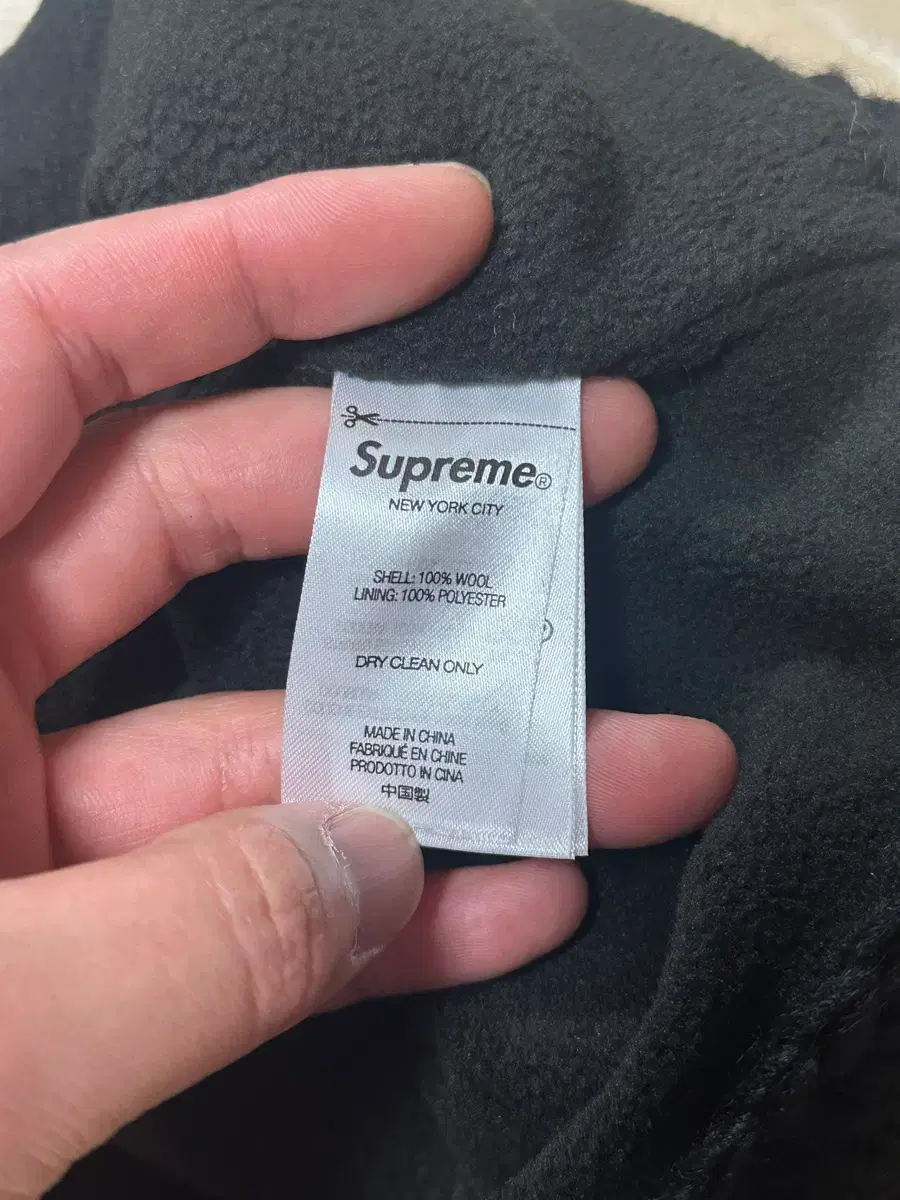 Supreme®
NEW YORK CITY
SHELL: 100% WOOL
LINING: 100% POLYESTER
DRY CLEAN ONLY
MADE IN CHINA
FABRIQUÉ EN CHINE
PRODOTTO IN CINA
中国製